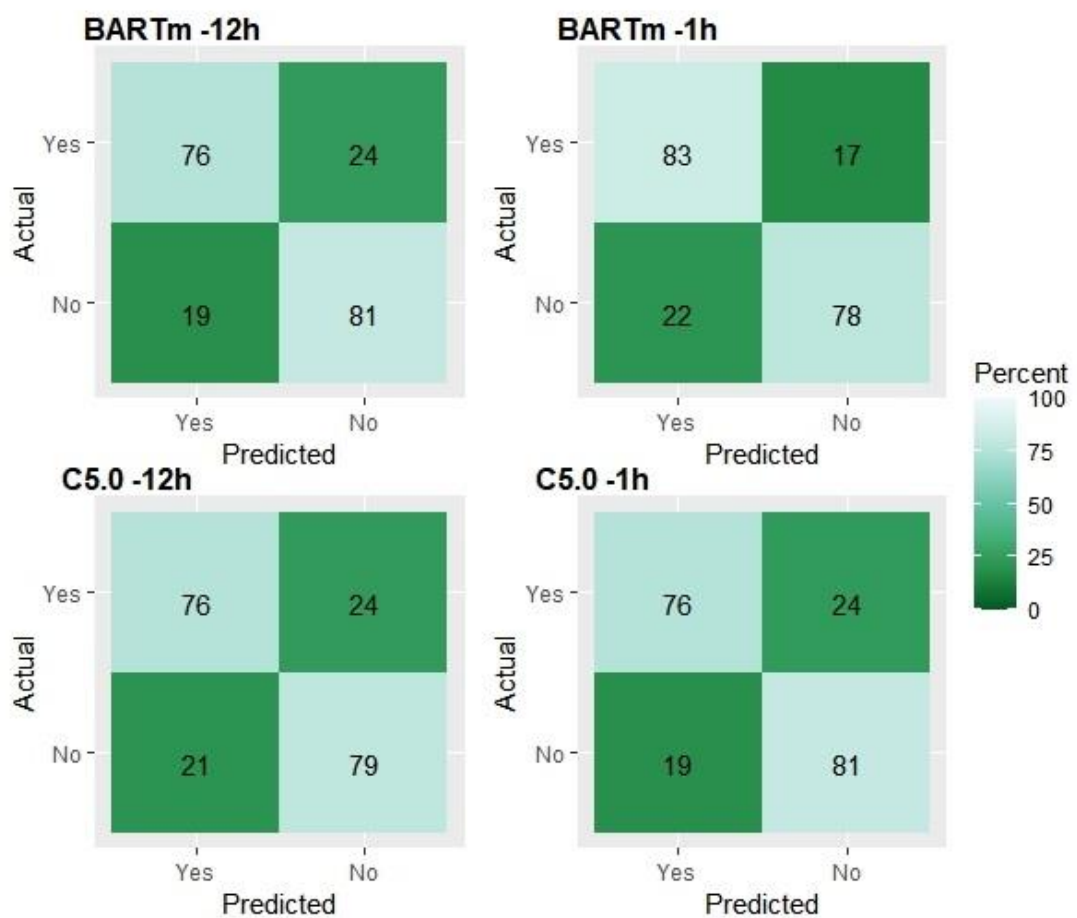 BARTm -12h
BARTm -1h
Actual
Yes
76
24
No
19
81
Yes
No
Predicted
Actual
Yes
83
17
No
22
78
Yes
No
Predicted
Percent
100
75
50
25
0
C5.0 -12h
C5.0 -1h
Actual
Yes
76
24
No
21
79
Yes
No
Predicted
Actual
Yes
76
24
No
19
81
Yes
No
Predicted